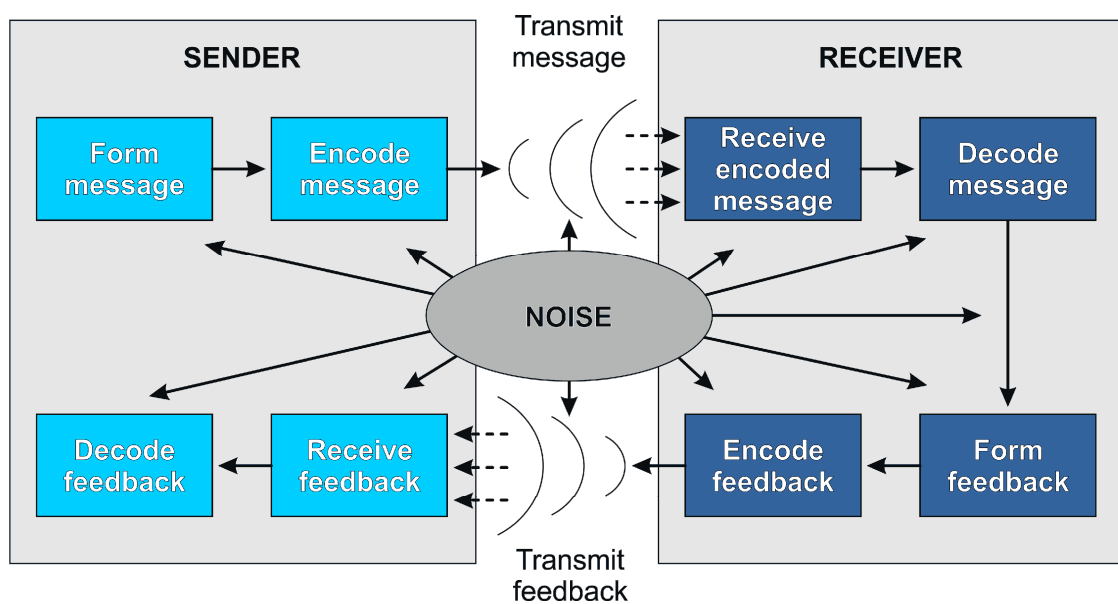 Transmit
message
SENDER
RECEIVER
Form
message
Encode
message
Receive
encoded
message
Decode
message
NOISE
Decode
feedback
Receive
feedback
Encode
feedback
Form
feedback
Transmit
feedback